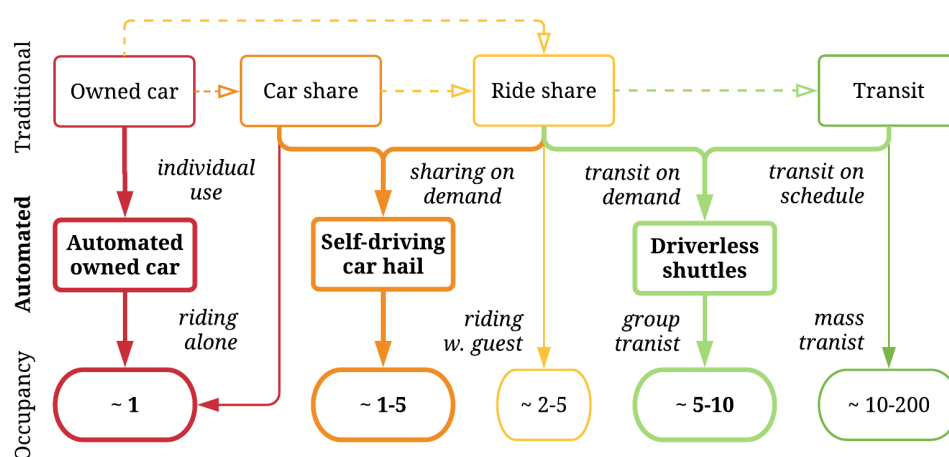 Traditional
Owned car
Car share
Ride share
Transit
individual
use
sharing on
demand
transit on
demand
transit on
schedule
Automated
Automated
owned car
Self-driving
car hail
Driverless
shuttles
riding
alone
riding
w. guest
group
tranist
mass
tranist
Occupancy
~ 1
~ 1-5
~ 2-5
~ 5-10
~ 10-200